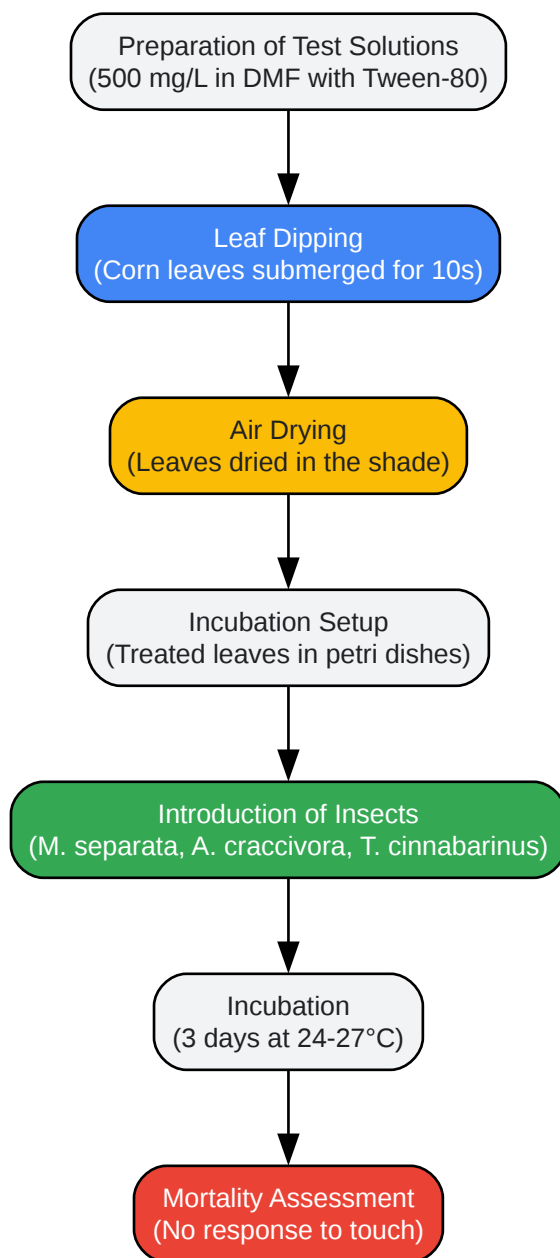 Preparation of Test Solutions
(500 mg/L in DMF with Tween-80)
Leaf Dipping
(Corn leaves submerged for 10s)
Air Drying
(Leaves dried in the shade)
Incubation Setup
(Treated leaves in petri dishes)
Introduction of Insects
(M. separata, A. craccivora, T. cinnabarinus)
Incubation
(3 days at 24-27°C)
Mortality Assessment
(No response to touch)